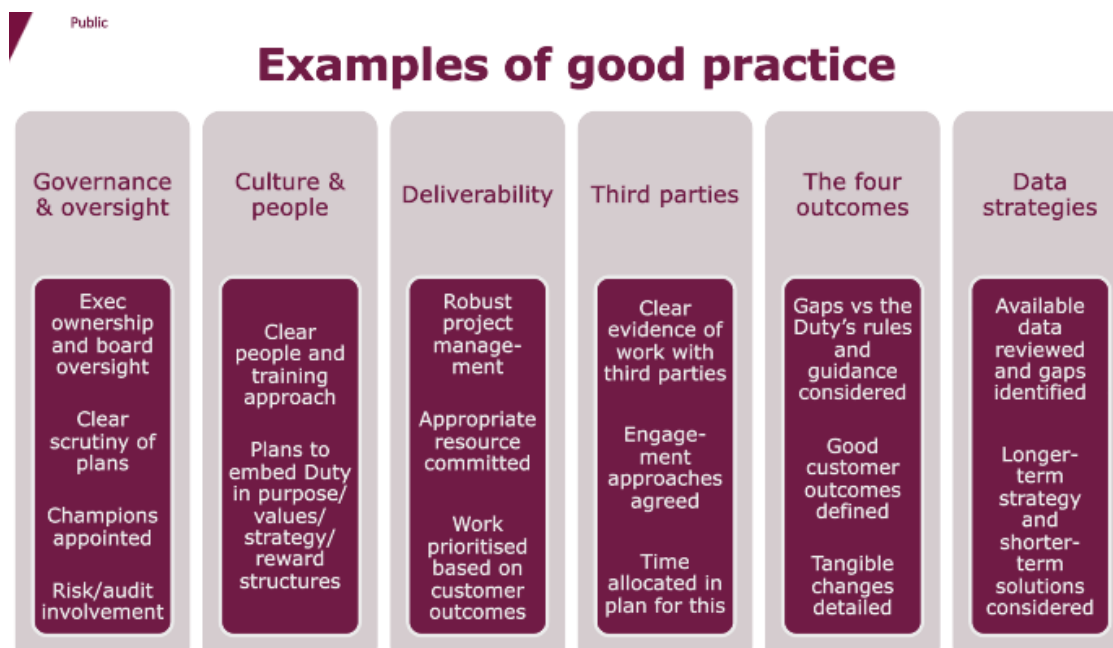 Public
Examples of good practice
Governance
& oversight
Exec
ownership
and board
oversight
Clear
scrutiny of
plans
Champions
appointed
Risk/audit
involvement
Culture &
people
Clear
people and
training
approach
Plans to
embed Duty
in purpose/
values/
strategy/
reward
structures
Deliverability
Robust
project
manage-
ment
Appropriate
resource
committed
Work
prioritised
based on
customer
outcomes
Third parties
Clear
evidence of
work with
third parties
Engage-
ment
approaches
agreed
Time
allocated in
plan for this
The four
outcomes
Gaps vs the
Duty's rules
and
guidance
considered
Good
customer
outcomes
defined
Tangible
changes
detailed
Data
strategies
Available
data
reviewed
and gaps
identified
Longer-
term
strategy
and
shorter-
term
solutions
considered